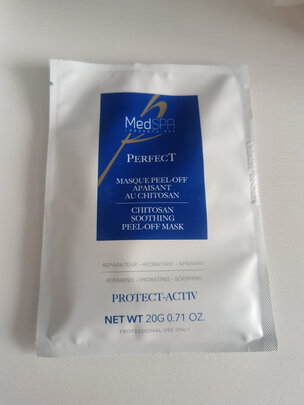 MedSPA
LABORATOIRES
PERFECT
MASQUE PEEL-OFF
APAISANT
AU CHITOSAN
CHITOSAN
SOOTHING
PEEL-OFF MASK
RÉPARATEUR - HYDRATANT - APAISANT
REPAIRING - HYDRATING - SOOTHING
PROTECT-ACTIV
NET WT 20G 0.71 OZ.
PROFESSIONAL USE ONLY